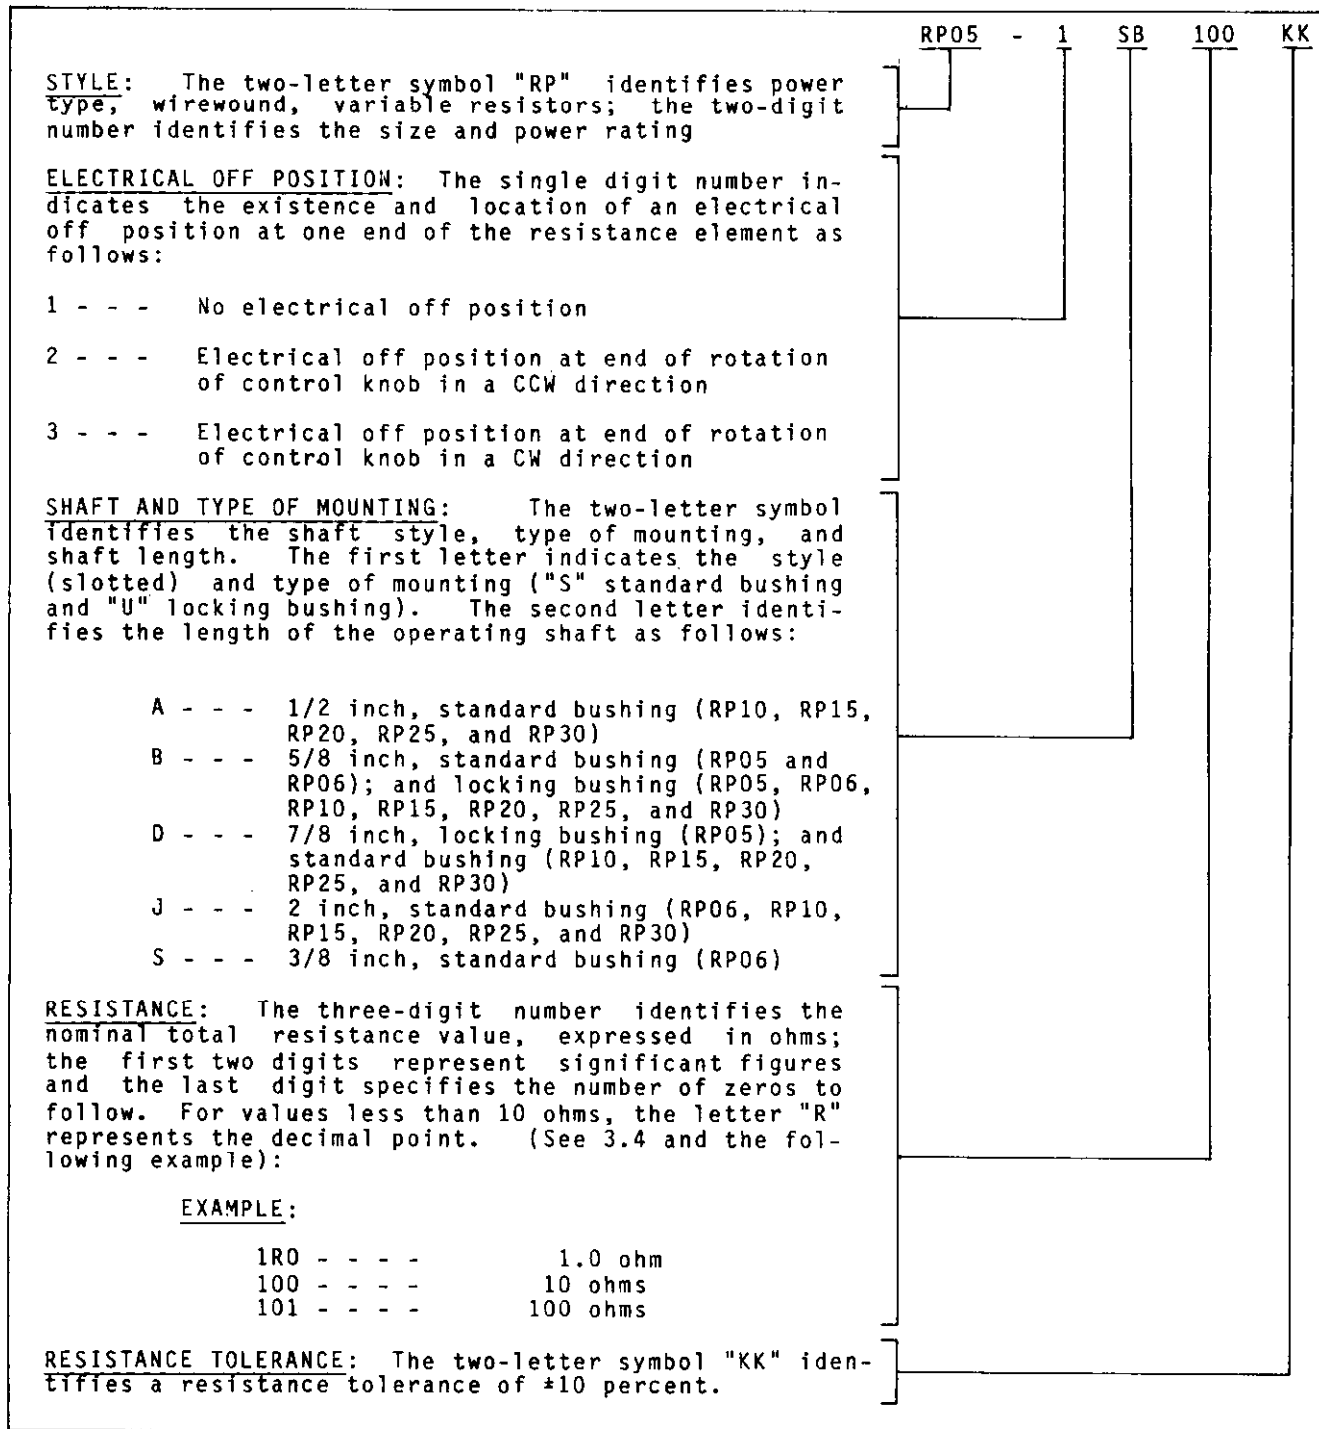 RP05 - 1 SB 100 KK
STYLE: The two-letter symbol "RP" identifies power
type, wirewound, variable resistors; the two-digit
number identifies the size and power rating
ELECTRICAL OFF POSITION: The single digit number in-
dicates the existence and location of an electrical
off position at one end of the resistance element as
follows:
1 - - - No electrical off position
2 - - - Electrical off position at end of rotation
of control knob in a CCW direction
3 - - - Electrical off position at end of rotation
of control knob in a CW direction
SHAFT AND TYPE OF MOUNTING: The two-letter symbol
identifies the shaft style, type of mounting, and
shaft length. The first letter indicates the style
(slotted) and type of mounting ("S" standard bushing
and "U" locking bushing). The second letter identi-
fies the length of the operating shaft as follows:
A - - - 1/2 inch, standard bushing (RP10, RP15,
RP20, RP25, and RP30)
B - - - 5/8 inch, standard bushing (RP05 and
RP06); and locking bushing (RP05, RP06,
RP10, RP15, RP20, RP25, and RP30)
D - - - 7/8 inch, locking bushing (RP05); and
standard bushing (RP10, RP15, RP20,
RP25, and RP30)
J - - - 2 inch, standard bushing (RP06, RP10,
RP15, RP20, RP25, and RP30)
S - - - 3/8 inch, standard bushing (RP06)
RESISTANCE: The three-digit number identifies the
nominal total resistance value, expressed in ohms;
the first two digits represent significant figures
and the last digit specifies the number of zeros to
follow. For values less than 10 ohms, the letter "R"
represents the decimal point. (See 3.4 and the fol-
lowing example):
EXAMPLE:
1R0 - - - - 1.0 ohm
100 - - - - 10 ohms
101 - - - - 100 ohms
RESISTANCE TOLERANCE: The two-letter symbol "KK" iden-
tifies a resistance tolerance of ±10 percent.